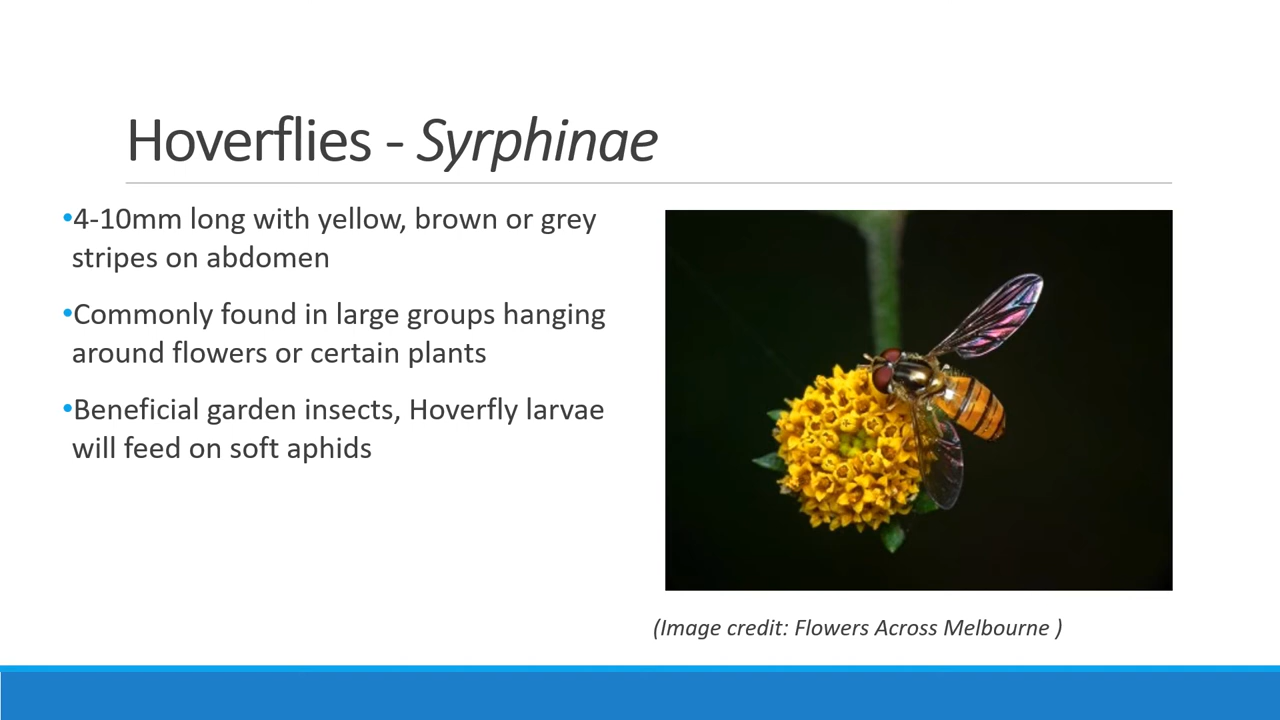 Hoverflies - Syrphinae
•4-10mm long with yellow, brown or grey
stripes on abdomen
•Commonly found in large groups hanging
around flowers or certain plants
•Beneficial garden insects, Hoverfly larvae
will feed on soft aphids
(Image credit: Flowers Across Melbourne )